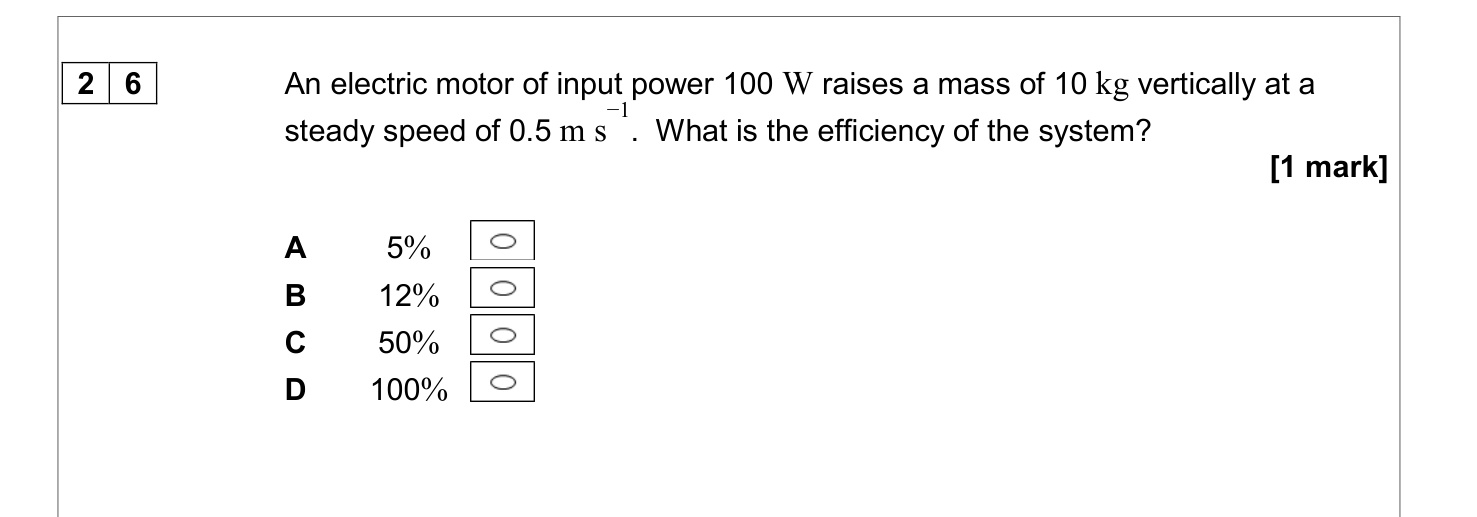 2 6 An electric motor of input power 100 W raises a mass of 10 kg vertically at a
steady speed of 0.5 m s⁻¹. What is the efficiency of the system?
[1 mark]
A 5%
B 12%
C 50%
D 100%